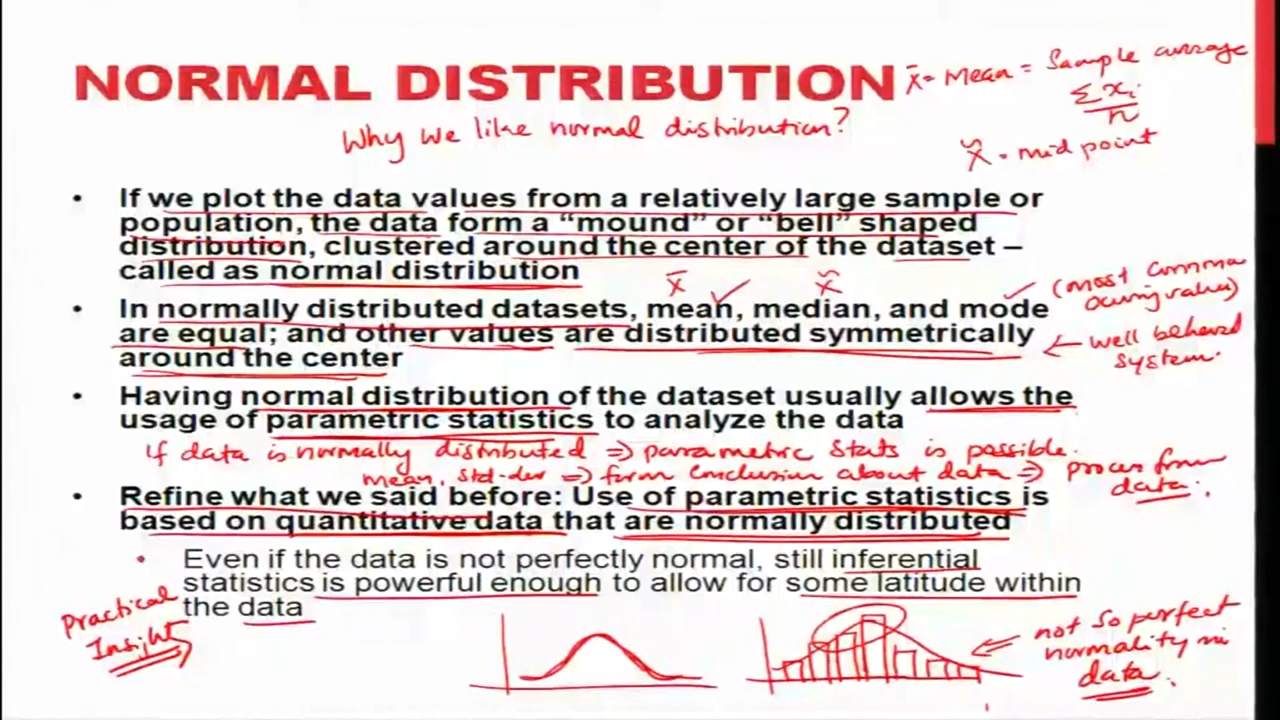 NORMAL DISTRIBUTION
x̄ = Mean = Sample average
Σxi
n
Why we like normal distribution?
x̃ = mid point
• If we plot the data values from a relatively large sample or
population, the data form a “mound” or “bell” shaped
distribution, clustered around the center of the dataset –
called as normal distribution
x̄ x̃
(most common
occuring value)
• In normally distributed datasets, mean, median, and mode
are equal; and other values are distributed symmetrically
around the center
← well behaved
system.
• Having normal distribution of the dataset usually allows the
usage of parametric statistics to analyze the data
If data is normally distributed ⇒ parametric stats is possible.
mean, std-dev ⇒ form conclusion about data ⇒ process from
data.
• Refine what we said before: Use of parametric statistics is
based on quantitative data that are normally distributed
• Even if the data is not perfectly normal, still inferential
statistics is powerful enough to allow for some latitude within
the data
Practical
Insight
not so perfect
normality in
data.